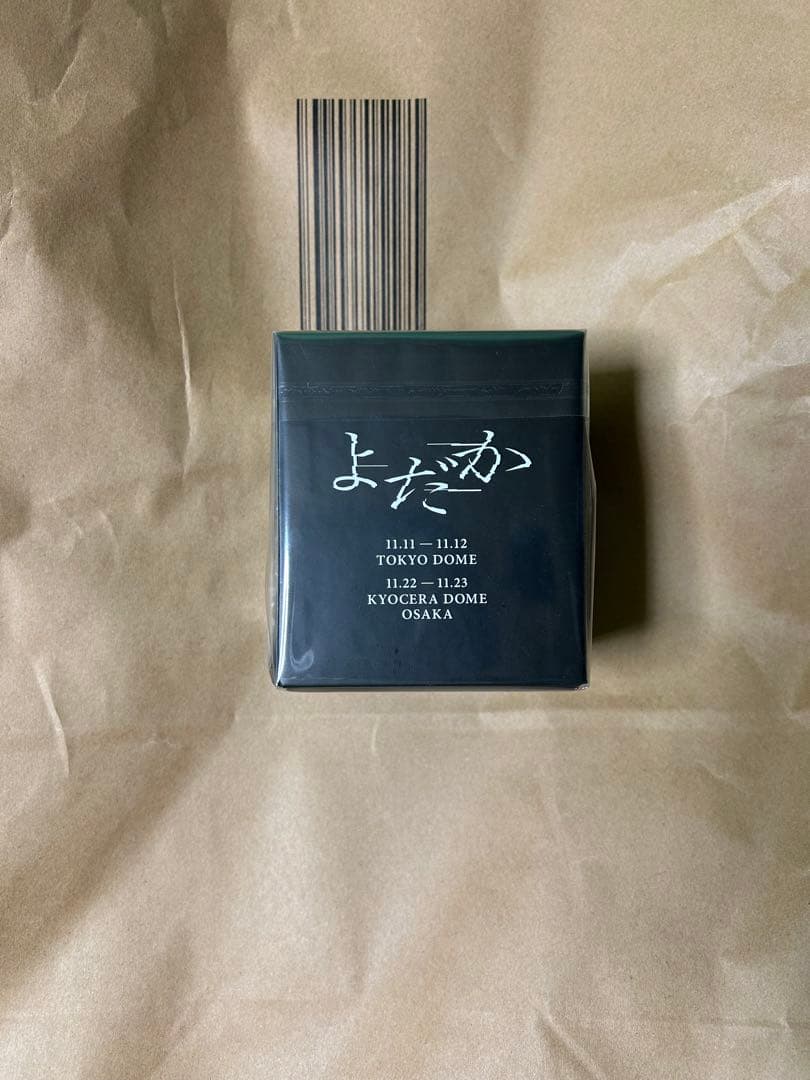 よだか
11.11 — 11.12
TOKYO DOME
11.22 — 11.23
KYOCERA DOME
OSAKA